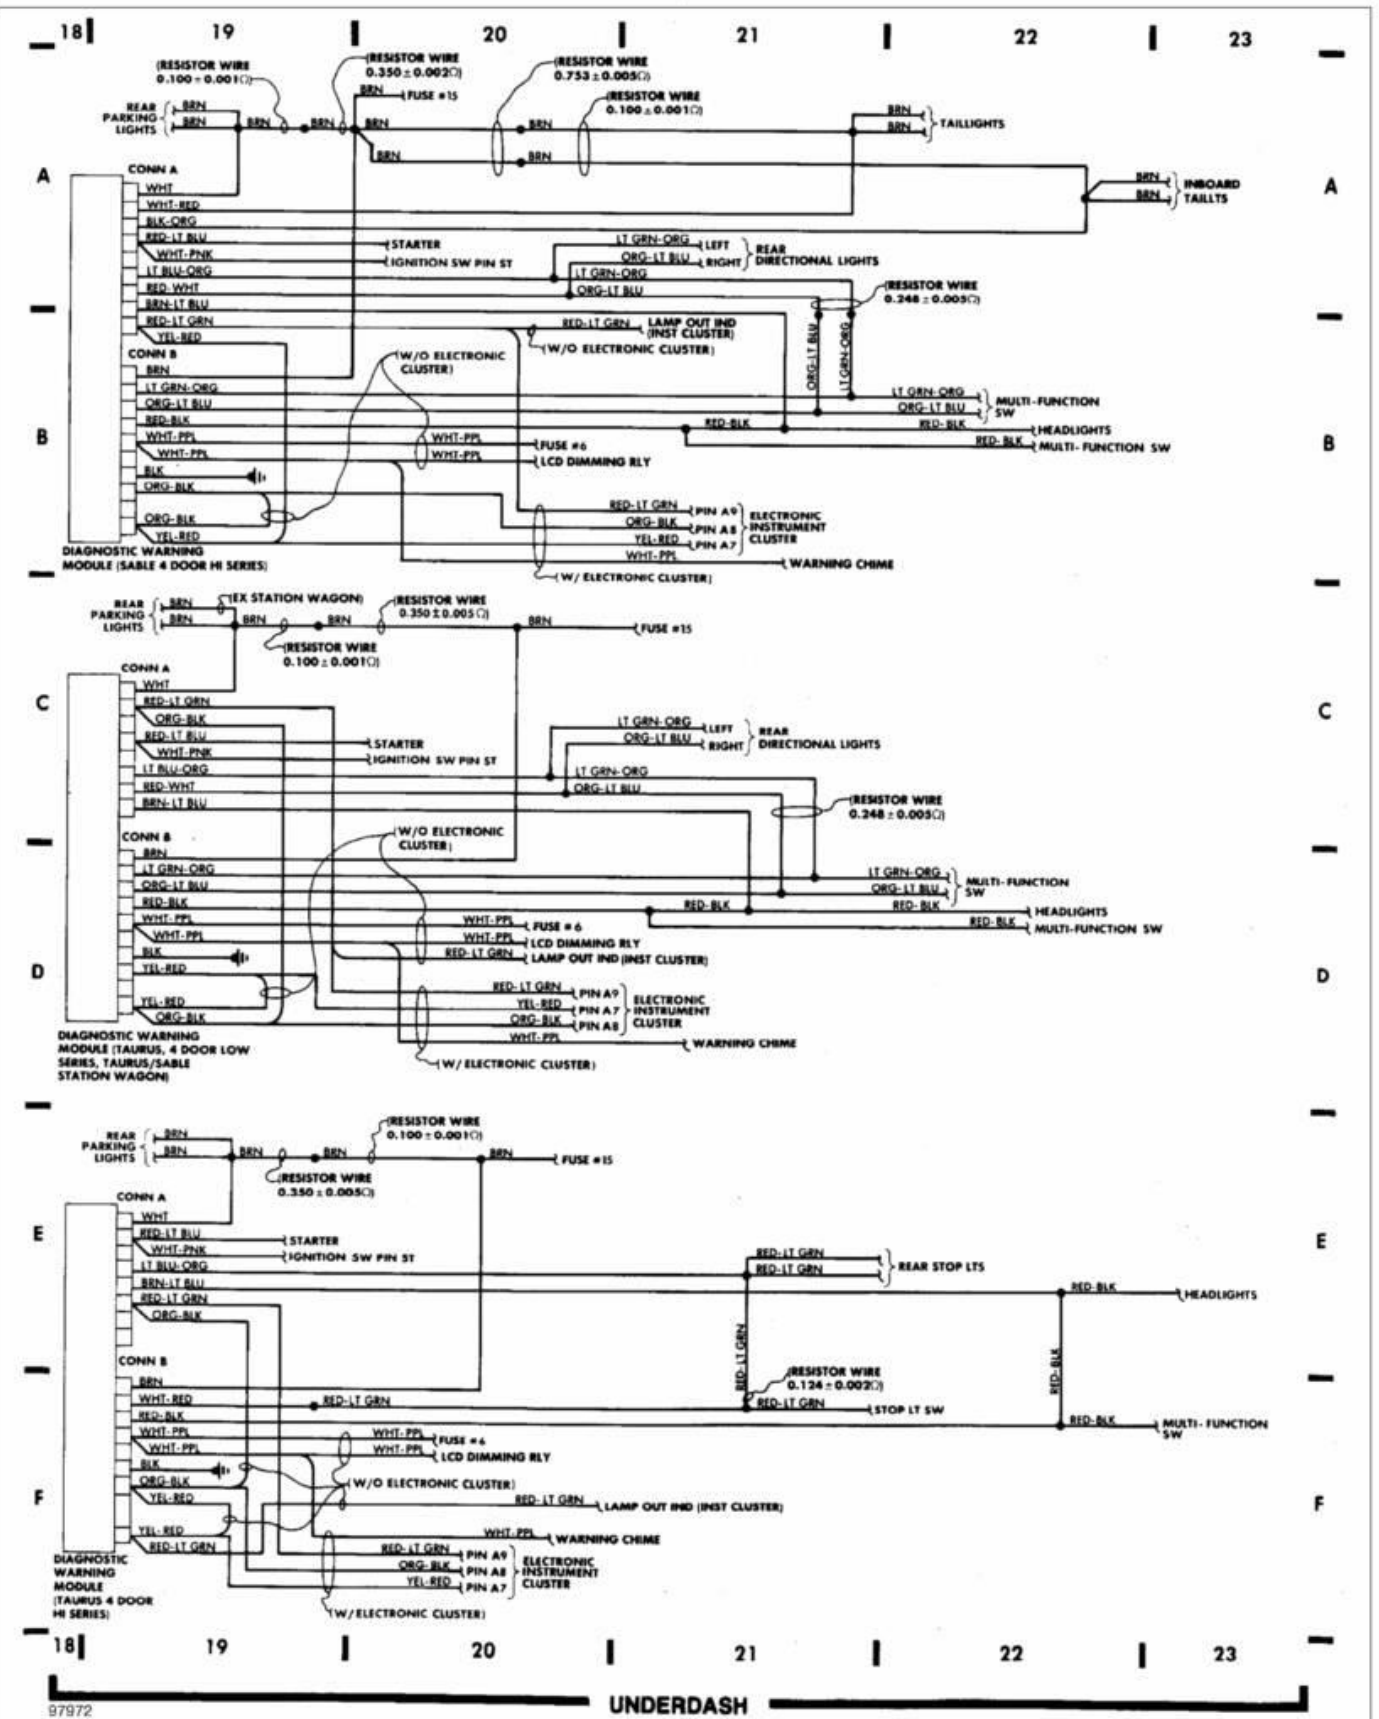 18 19 20 21 22 23
(RESISTOR WIRE
0.100±0.001Ω)
(RESISTOR WIRE
0.350±0.002Ω)
(RESISTOR WIRE
0.753±0.005Ω)
(RESISTOR WIRE
0.100±0.001Ω)
BRN FUSE #15
REAR
PARKING
LIGHTS
BRN
BRN BRN BRN BRN BRN
BRN BRN
BRN
BRN
TAILLIGHTS
A
CONN A
WHT
WHT-RED
BLK-ORG
RED-LT BLU
WHT-PNK
LT BLU-ORG
RED-WHT
BRN-LT BLU
RED-LT GRN
YEL-RED
BRN
BRN
INBOARD
TAILLTS
A
STARTER
IGNITION SW PIN ST
LT GRN-ORG LEFT
ORG-LT BLU RIGHT
REAR
DIRECTIONAL LIGHTS
LT GRN-ORG
ORG-LT BLU
(RESISTOR WIRE
0.248±0.005Ω)
ORG-LT BLU
LT GRN-ORG
RED-LT GRN LAMP OUT IND
(INST CLUSTER)
(W/O ELECTRONIC CLUSTER)
(W/O ELECTRONIC
CLUSTER)
CONN B
BRN
LT GRN-ORG
ORG-LT BLU
RED-BLK
WHT-PPL
WHT-PPL
BLK
ORG-BLK
ORG-BLK
YEL-RED
LT GRN-ORG
ORG-LT BLU
MULTI-FUNCTION
SW
RED-BLK RED-BLK HEADLIGHTS
RED-BLK MULTI-FUNCTION SW
B
B
WHT-PPL FUSE #6
WHT-PPL LCD DIMMING RLY
RED-LT GRN PIN A9
ORG-BLK PIN A8
YEL-RED PIN A7
ELECTRONIC
INSTRUMENT
CLUSTER
WHT-PPL WARNING CHIME
(W/ ELECTRONIC CLUSTER)
DIAGNOSTIC WARNING
MODULE (SABLE 4 DOOR HI SERIES)
REAR
PARKING
LIGHTS
BRN
BRN BRN BRN BRN
(EX STATION WAGON)
(RESISTOR WIRE
0.350±0.005Ω)
FUSE #15
(RESISTOR WIRE
0.100±0.001Ω)
C
C
CONN A
WHT
RED-LT GRN
ORG-BLK
RED-LT BLU
WHT-PNK
LT BLU-ORG
RED-WHT
BRN-LT BLU
STARTER
IGNITION SW PIN ST
LT GRN-ORG LEFT
ORG-LT BLU RIGHT
REAR
DIRECTIONAL LIGHTS
LT GRN-ORG
ORG-LT BLU
(RESISTOR WIRE
0.248±0.005Ω)
(W/O ELECTRONIC
CLUSTER)
CONN B
BRN
LT GRN-ORG
ORG-LT BLU
RED-BLK
WHT-PPL
WHT-PPL
BLK
YEL-RED
YEL-RED
ORG-BLK
LT GRN-ORG
ORG-LT BLU
MULTI-FUNCTION
SW
RED-BLK RED-BLK HEADLIGHTS
RED-BLK MULTI-FUNCTION SW
WHT-PPL FUSE #6
WHT-PPL LCD DIMMING RLY
RED-LT GRN LAMP OUT IND (INST CLUSTER)
D
D
RED-LT GRN PIN A9
YEL-RED PIN A7
ORG-BLK PIN A8
ELECTRONIC
INSTRUMENT
CLUSTER
WHT-PPL WARNING CHIME
(W/ ELECTRONIC CLUSTER)
DIAGNOSTIC WARNING
MODULE (TAURUS, 4 DOOR LOW
SERIES, TAURUS/SABLE
STATION WAGON)
REAR
PARKING
LIGHTS
BRN
BRN BRN BRN BRN
(RESISTOR WIRE
0.100±0.001Ω)
FUSE #15
(RESISTOR WIRE
0.350±0.005Ω)
E
E
CONN A
WHT
RED-LT BLU
WHT-PNK
LT BLU-ORG
BRN-LT BLU
RED-LT GRN
ORG-BLK
STARTER
IGNITION SW PIN ST
RED-LT GRN
RED-LT GRN
REAR STOP LTS
RED-BLK HEADLIGHTS
RED-LT GRN
RED-BLK
(RESISTOR WIRE
0.124±0.002Ω)
CONN B
BRN
WHT-RED
RED-BLK
WHT-PPL
WHT-PPL
BLK
ORG-BLK
YEL-RED
YEL-RED
RED-LT GRN
RED-LT GRN RED-LT GRN STOP LT SW
RED-BLK MULTI-FUNCTION
SW
WHT-PPL FUSE #6
WHT-PPL LCD DIMMING RLY
(W/O ELECTRONIC CLUSTER)
F
F
RED-LT GRN LAMP OUT IND (INST CLUSTER)
WHT-PPL WARNING CHIME
RED-LT GRN PIN A9
ORG-BLK PIN A8
YEL-RED PIN A7
ELECTRONIC
INSTRUMENT
CLUSTER
(W/ELECTRONIC CLUSTER)
DIAGNOSTIC
WARNING
MODULE
(TAURUS 4 DOOR
HI SERIES)
18 19 20 21 22 23
UNDERDASH
97972